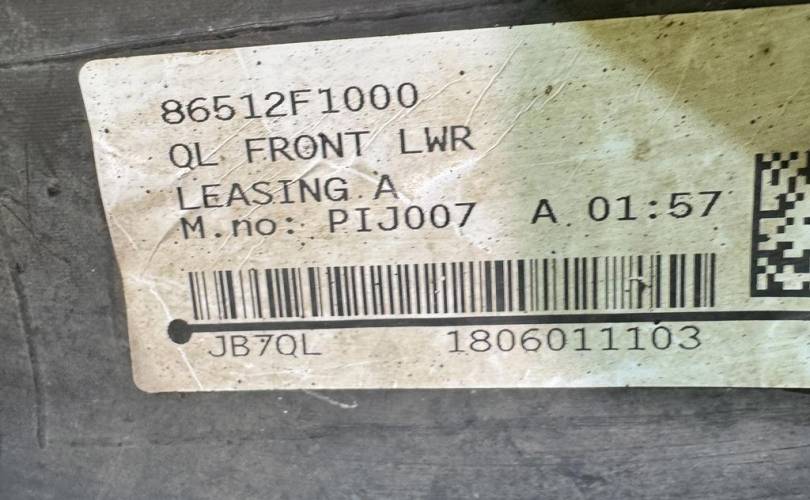 86512F1000
QL FRONT LWR
LEASING A
M.no: PIJ007 A 01:57
JB7QL 1806011103